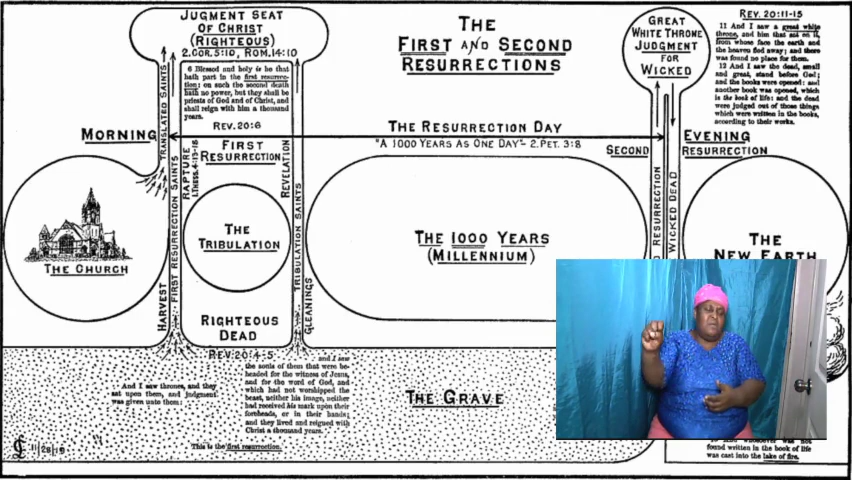 THE
FIRST AND SECOND
RESURRECTIONS
JUGMENT SEAT
OF CHRIST
(RIGHTEOUS)
2.COR.5:10, ROM.14:10
6 Blessed and holy is he that
hath part in the first resurrec-
tion: on such the second death
hath no power, but they shall be
priests of God and of Christ, and
shall reign with him a thousand
years.
REV. 20:6
GREAT
WHITE THRONE
JUDGMENT
FOR
WICKED
REV. 20:11-15
11 And I saw a great white
throne, and him that sat on it,
from whose face the earth and
the heaven fled away; and there
was found no place for them.
12 And I saw the dead, small
and great, stand before God;
and the books were opened: and
another book was opened, which
is the book of life: and the dead
were judged out of those things
which were written in the books,
according to their works.
MORNING
THE RESURRECTION DAY
"A 1000 YEARS AS ONE DAY"- 2.PET. 3:8
FIRST
RESURRECTION
SECOND
EVENING
RESURRECTION
TRANSLATED SAINTS
FIRST RESURRECTION SAINTS
RAPTURE
REVELATION
TRIBULATION SAINTS
HARVEST
GLEANINGS
RESURRECTION
WICKED DEAD
THE CHURCH
THE
TRIBULATION
THE 1000 YEARS
(MILLENNIUM)
THE
NEW EARTH
RIGHTEOUS
DEAD
REV. 20:4-5
And I saw thrones, and they
sat upon them, and judgment
was given unto them:
and I saw
the souls of them that were be-
headed for the witness of Jesus,
and for the word of God, and
which had not worshipped the
beast, neither his image, neither
had received his mark upon their
foreheads, or in their hands;
and they lived and reigned with
Christ a thousand years.
This is the first resurrection.
THE GRAVE
found written in the book of life
was cast into the lake of fire.